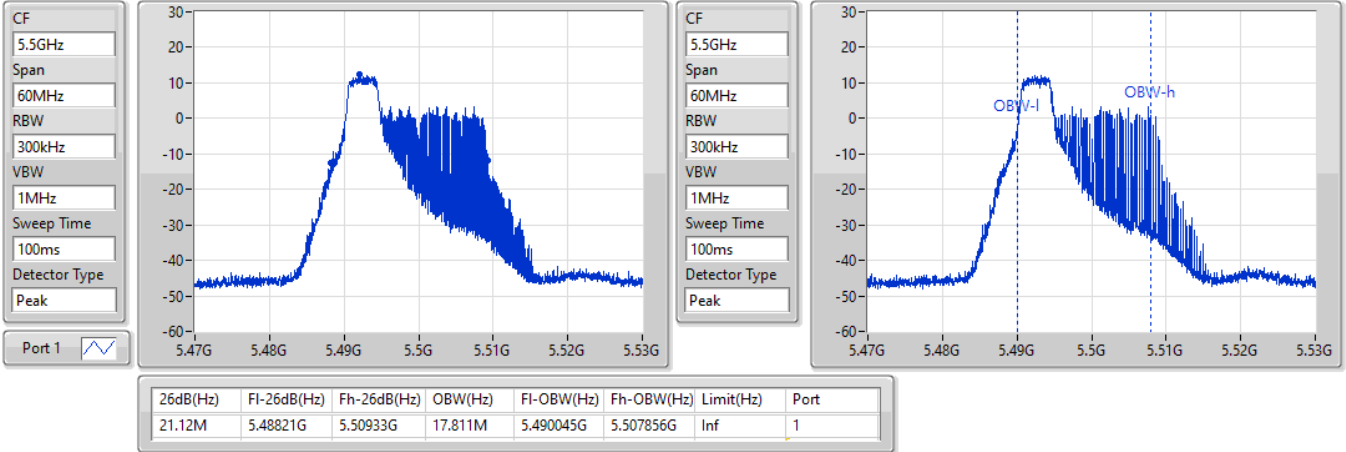 CF
5.5GHz
Span
60MHz
RBW
300kHz
VBW
1MHz
Sweep Time
100ms
Detector Type
Peak
Port 1
30
20
10
0
-10
-20
-30
-40
-50
-60
5.47G 5.48G 5.49G 5.5G 5.51G 5.52G 5.53G
CF
5.5GHz
Span
60MHz
RBW
300kHz
VBW
1MHz
Sweep Time
100ms
Detector Type
Peak
30
20
10
0
-10
-20
-30
-40
-50
-60
OBW-l
OBW-h
5.47G 5.48G 5.49G 5.5G 5.51G 5.52G 5.53G
26dB(Hz) Fl-26dB(Hz) Fh-26dB(Hz) OBW(Hz) Fl-OBW(Hz) Fh-OBW(Hz) Limit(Hz) Port
21.12M 5.48821G 5.50933G 17.811M 5.490045G 5.507856G Inf 1